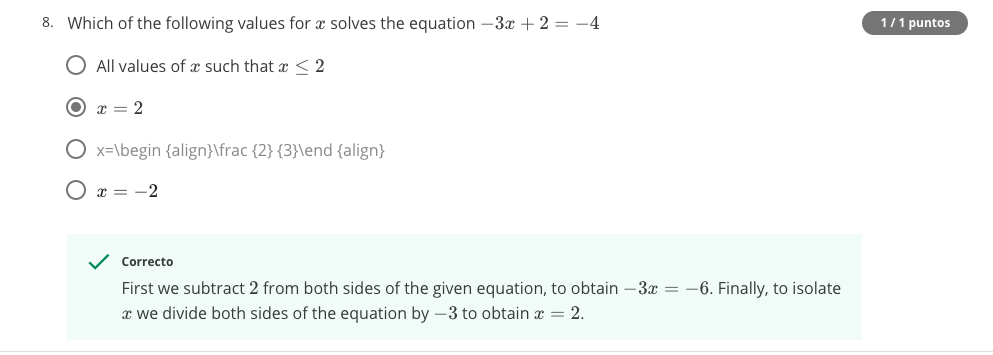 8. Which of the following values for x solves the equation −3x + 2 = −4
1 / 1 puntos
All values of x such that x ≤ 2
x = 2
x=\begin {align}\frac {2} {3}\end {align}
x = −2
Correcto
First we subtract 2 from both sides of the given equation, to obtain −3x = −6. Finally, to isolate
x we divide both sides of the equation by −3 to obtain x = 2.